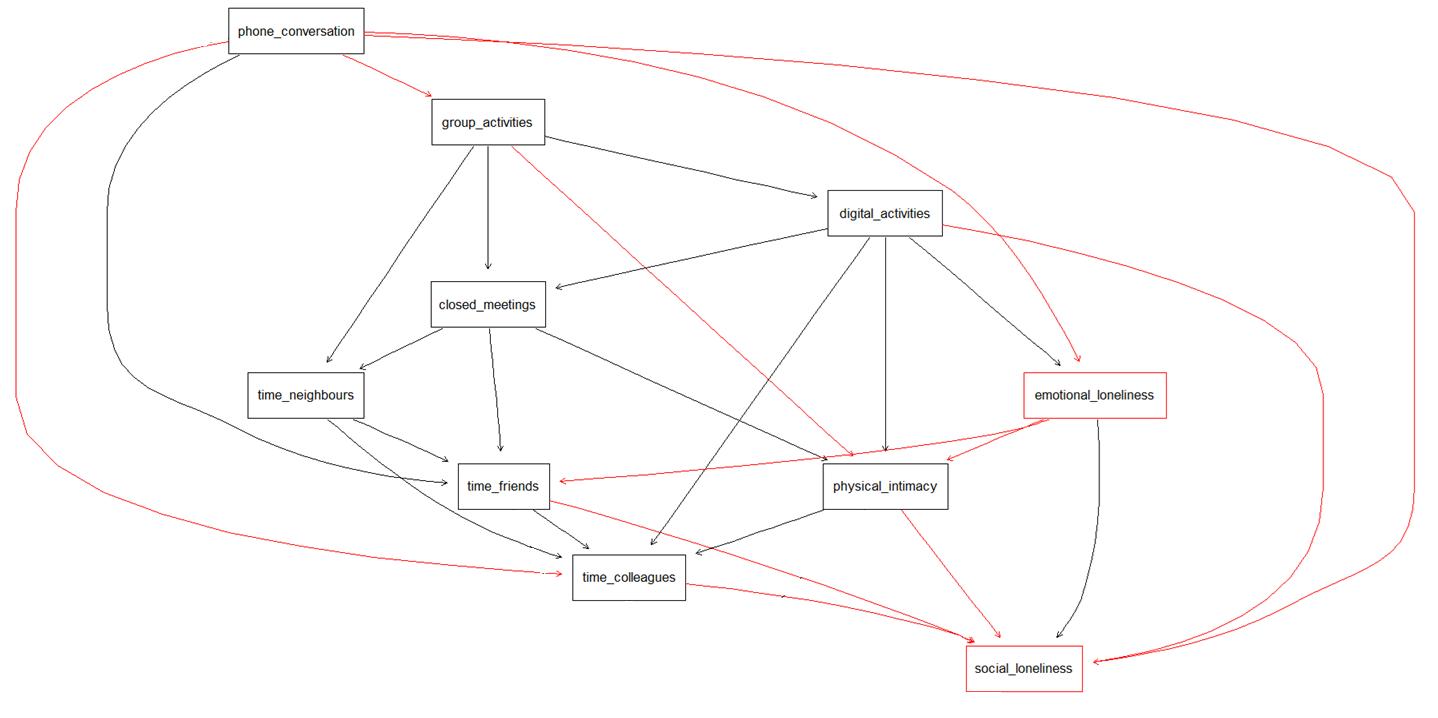 phone_conversation
group_activities
digital_activities
closed_meetings
time_neighbours
emotional_loneliness
time_friends
physical_intimacy
time_colleagues
social_loneliness